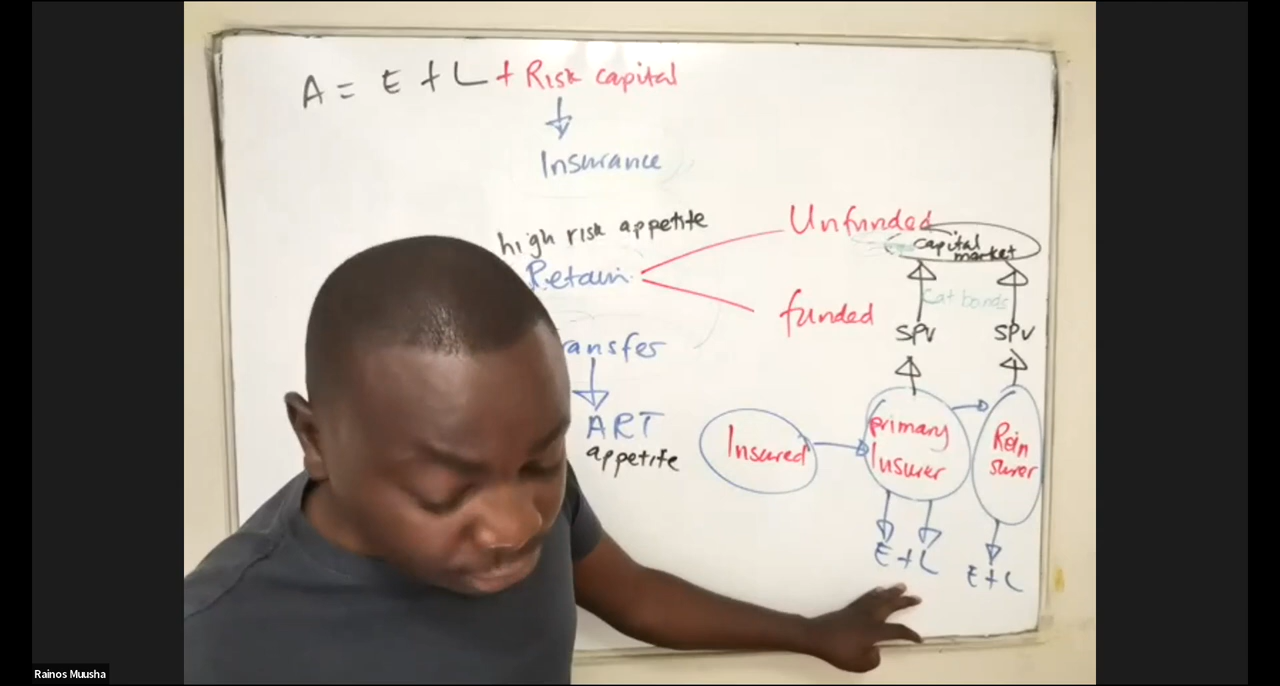 A = E + L + Risk capital
Insurance
high risk appetite
Retain
Unfunded
funded
ansfer
ART
appetite
capital
market
Cat bonds
SPV
SPV
Insured
primary
Insurer
Rein
surer
E + L
E + L
Rainos Muusha